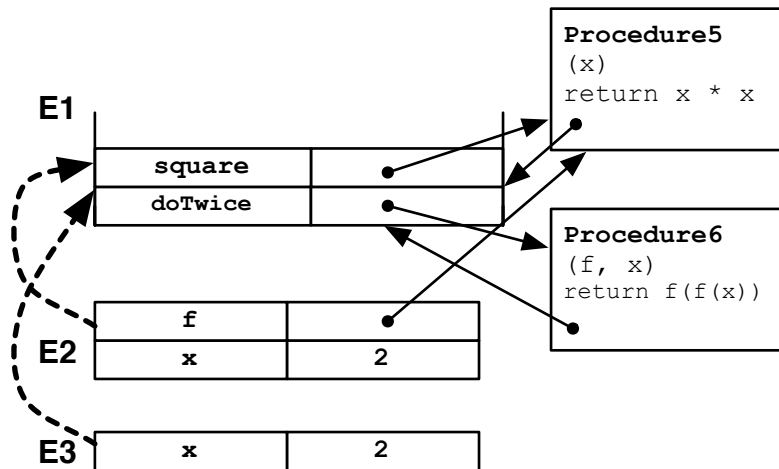 E1
square
doTwice
Procedure5
(x)
return x * x
Procedure6
(f, x)
return f(f(x))
E2
f
x 2
E3
x 2